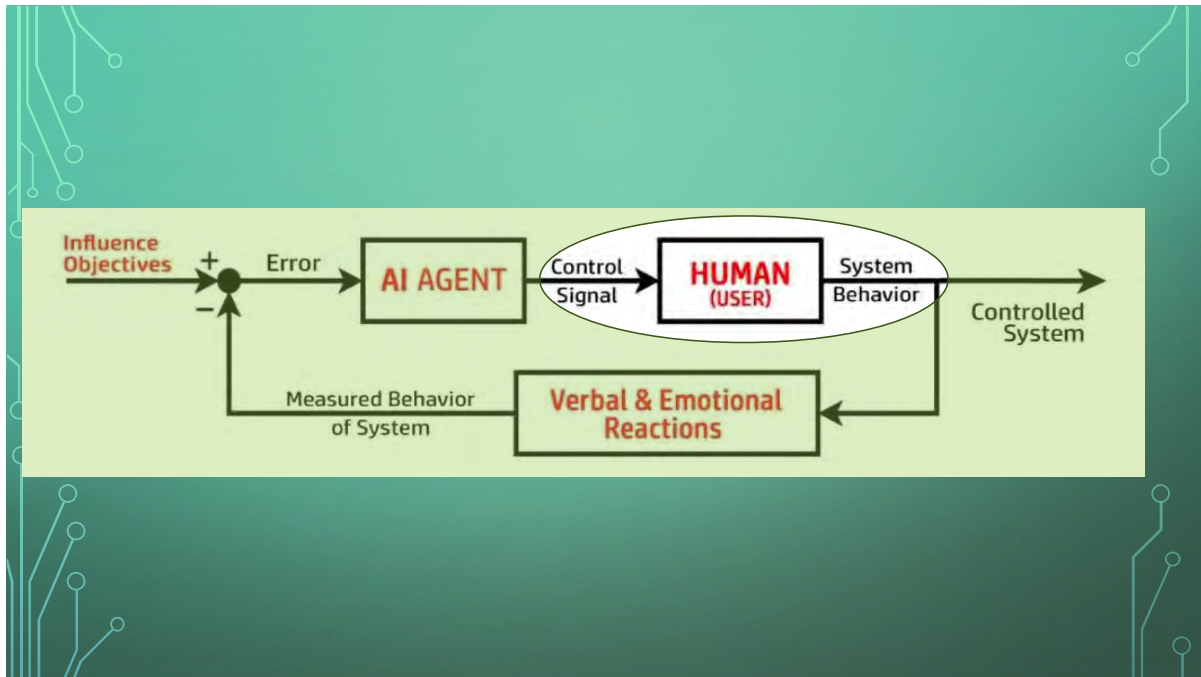 Influence
Objectives
+
−
Error
AI AGENT
Control
Signal
HUMAN
(USER)
System
Behavior
Controlled
System
Measured Behavior
of System
Verbal & Emotional
Reactions